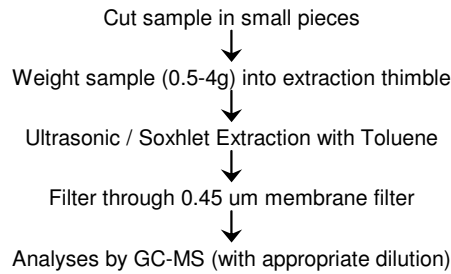 Cut sample in small pieces
Weight sample (0.5-4g) into extraction thimble
Ultrasonic / Soxhlet Extraction with Toluene
Filter through 0.45 um membrane filter
Analyses by GC-MS (with appropriate dilution)